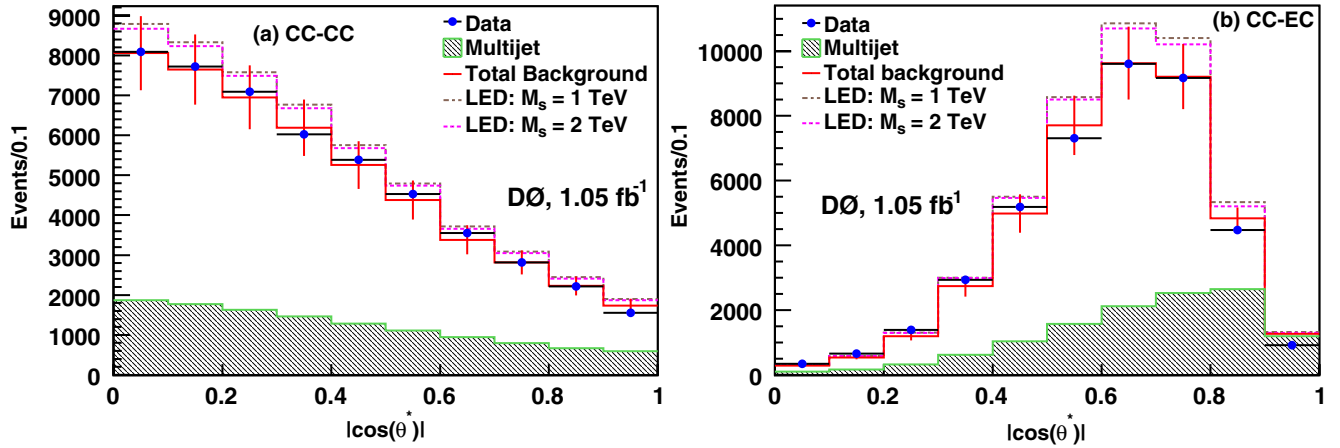 Events/0.1
9000
8000
7000
6000
5000
4000
3000
2000
1000
0
(a) CC-CC
Data
Multijet
Total Background
LED: M_s = 1 TeV
LED: M_s = 2 TeV
DØ, 1.05 fb⁻¹
0 0.2 0.4 0.6 0.8 1
|cos(θ*)|
Events/0.1
10000
8000
6000
4000
2000
0
(b) CC-EC
Data
Multijet
Total background
LED: M_s = 1 TeV
LED: M_s = 2 TeV
DØ, 1.05 fb⁻¹
0 0.2 0.4 0.6 0.8 1
|cos(θ*)|